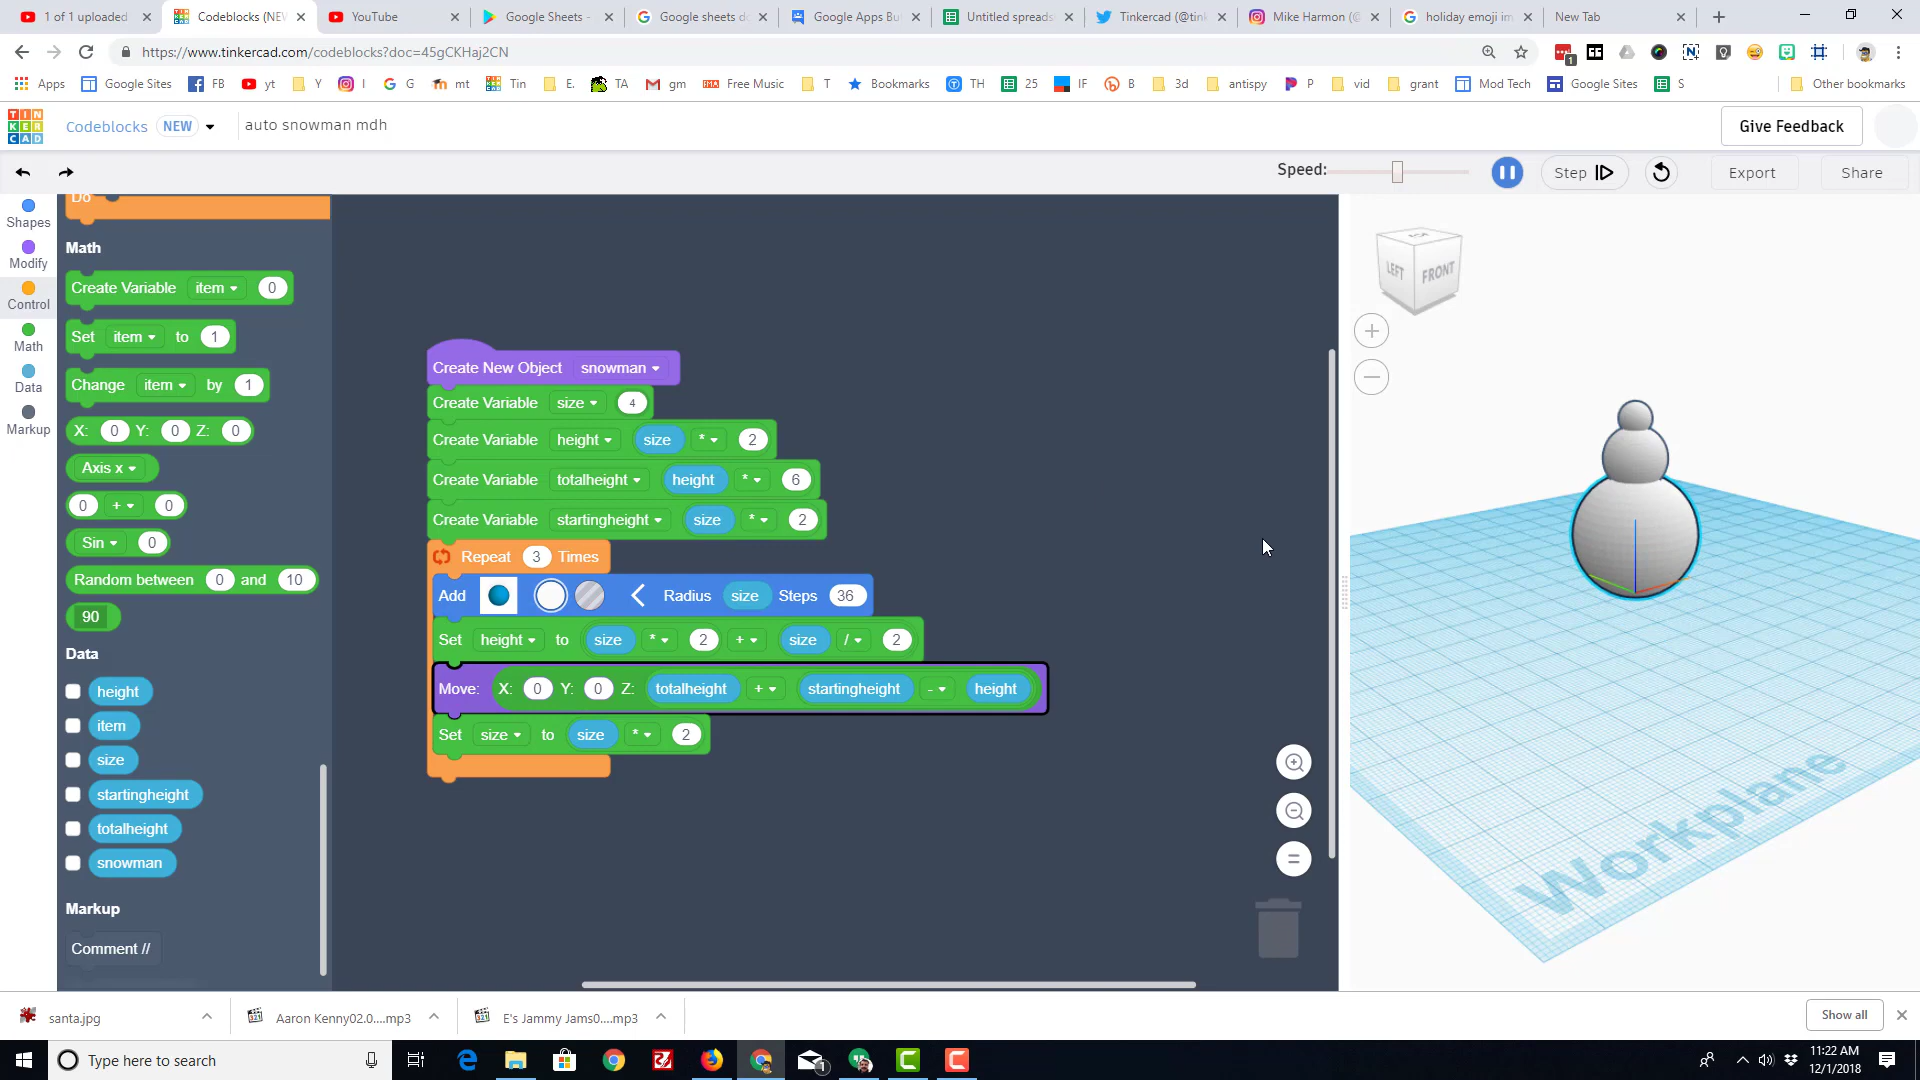 1 of 1 uploaded
Codeblocks (NEW
YouTube
Google Sheets -
Google sheets d
Google Apps Bu
Untitled spreads
Tinkercad (@tink
Mike Harmon (@
holiday emoji im
New Tab
https://www.tinkercad.com/codeblocks?doc=45gCKHaj2CN
Apps Google Sites FB yt Y I G mt Tin E. TA gm Free Music T Bookmarks TH 25 IF B 3d antispy P vid grant Mod Tech Google Sites S Other bookmarks
TIN
KER
CAD
Codeblocks NEW auto snowman mdh Give Feedback
Speed: Step Export Share
Shapes
Modify
Control
Math
Data
Markup
Do
Math
Create Variable item 0
Set item to 1
Change item by 1
X: 0 Y: 0 Z: 0
Axis x
0 + 0
Sin 0
Random between 0 and 10
90
Data
height
item
size
startingheight
totalheight
snowman
Markup
Comment //
Create New Object snowman
Create Variable size 4
Create Variable height size * 2
Create Variable totalheight height * 6
Create Variable startingheight size * 2
Repeat 3 Times
Add Radius size Steps 36
Set height to size * 2 + size / 2
Move: X: 0 Y: 0 Z: totalheight + startingheight - height
Set size to size * 2
TOP
LEFT FRONT
Workplane
santa.jpg
Aaron Kenny02.0....mp3
E's Jammy Jams0....mp3
Show all
Type here to search
11:22 AM
12/1/2018